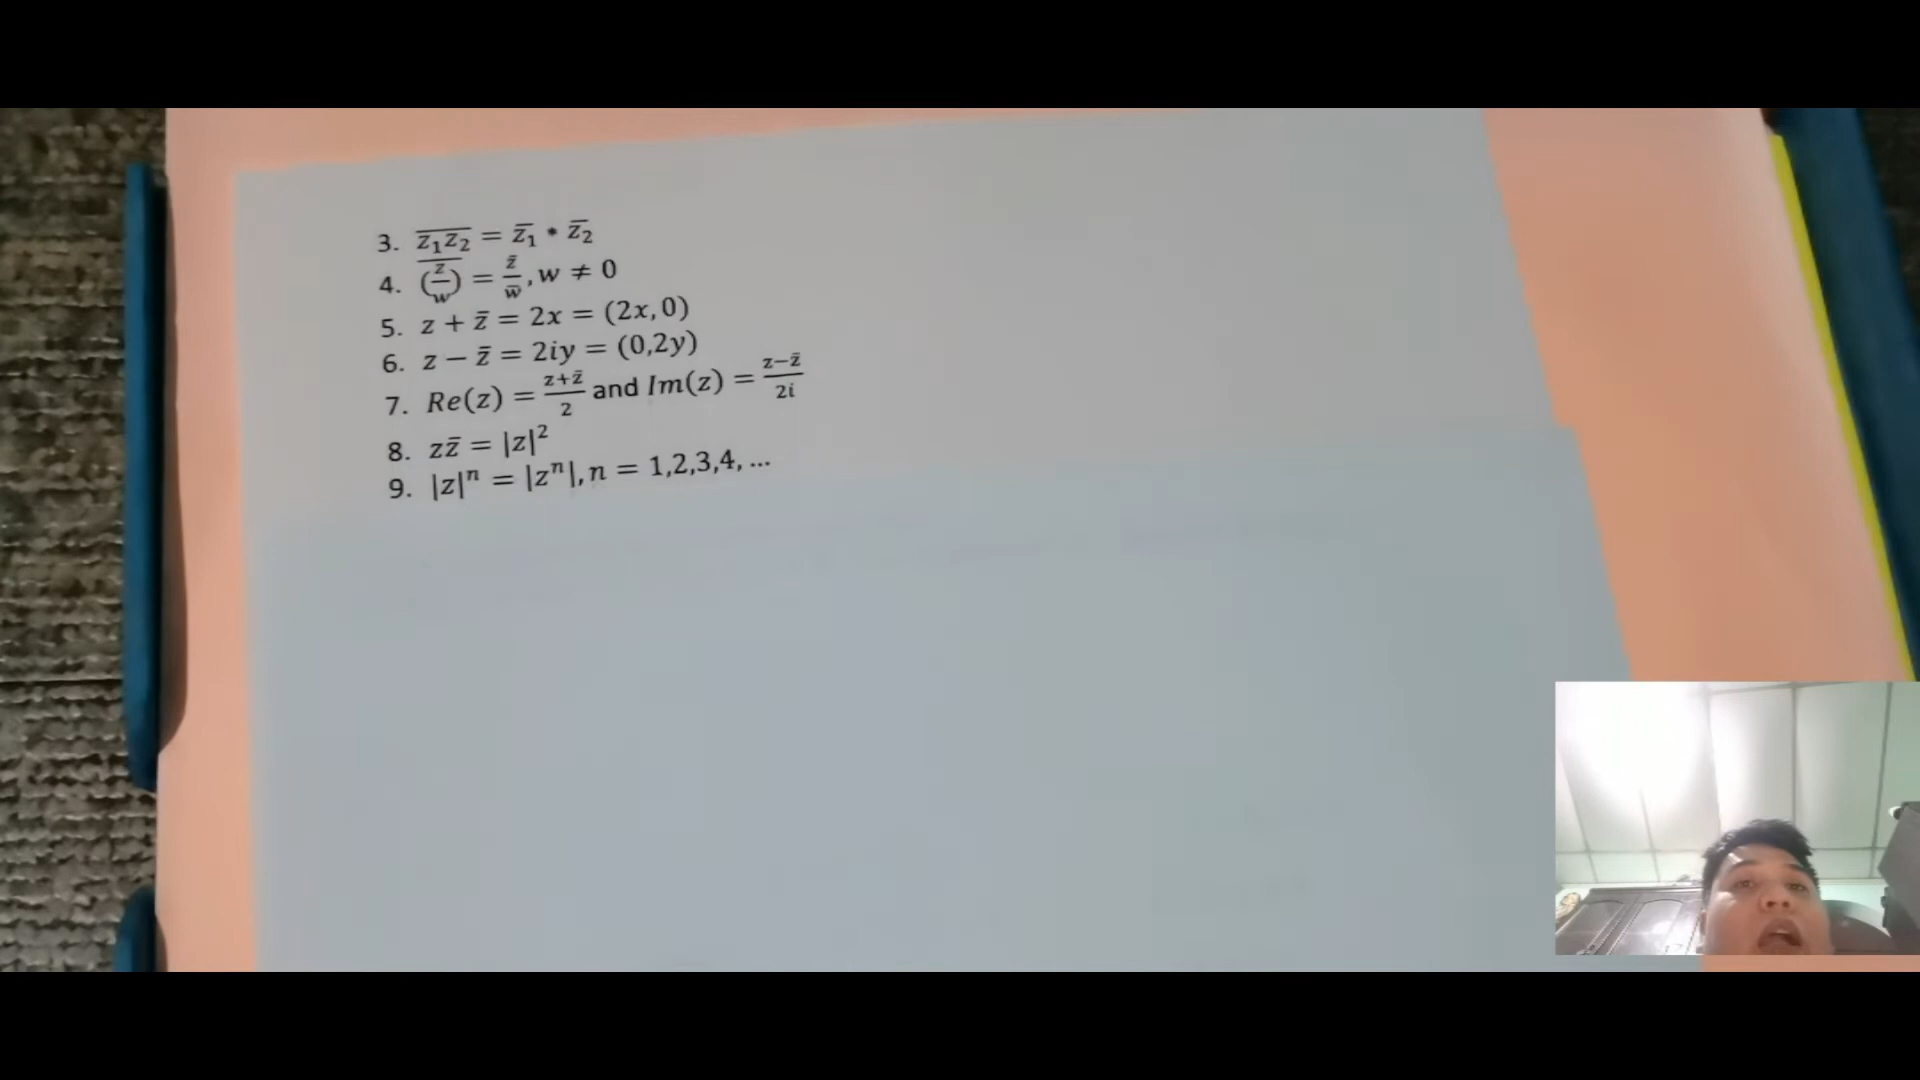 3. $\overline{z_1 z_2} = \bar{z}_1 * \bar{z}_2$
4. $\overline{\left(\frac{z}{w}\right)} = \frac{\bar{z}}{\bar{w}}, w \neq 0$
5. $z + \bar{z} = 2x = (2x, 0)$
6. $z - \bar{z} = 2iy = (0,2y)$
7. $Re(z) = \frac{z+\bar{z}}{2}$ and $Im(z) = \frac{z-\bar{z}}{2i}$
8. $z\bar{z} = |z|^2$
9. $|z|^n = |z^n|, n = 1,2,3,4, ...$